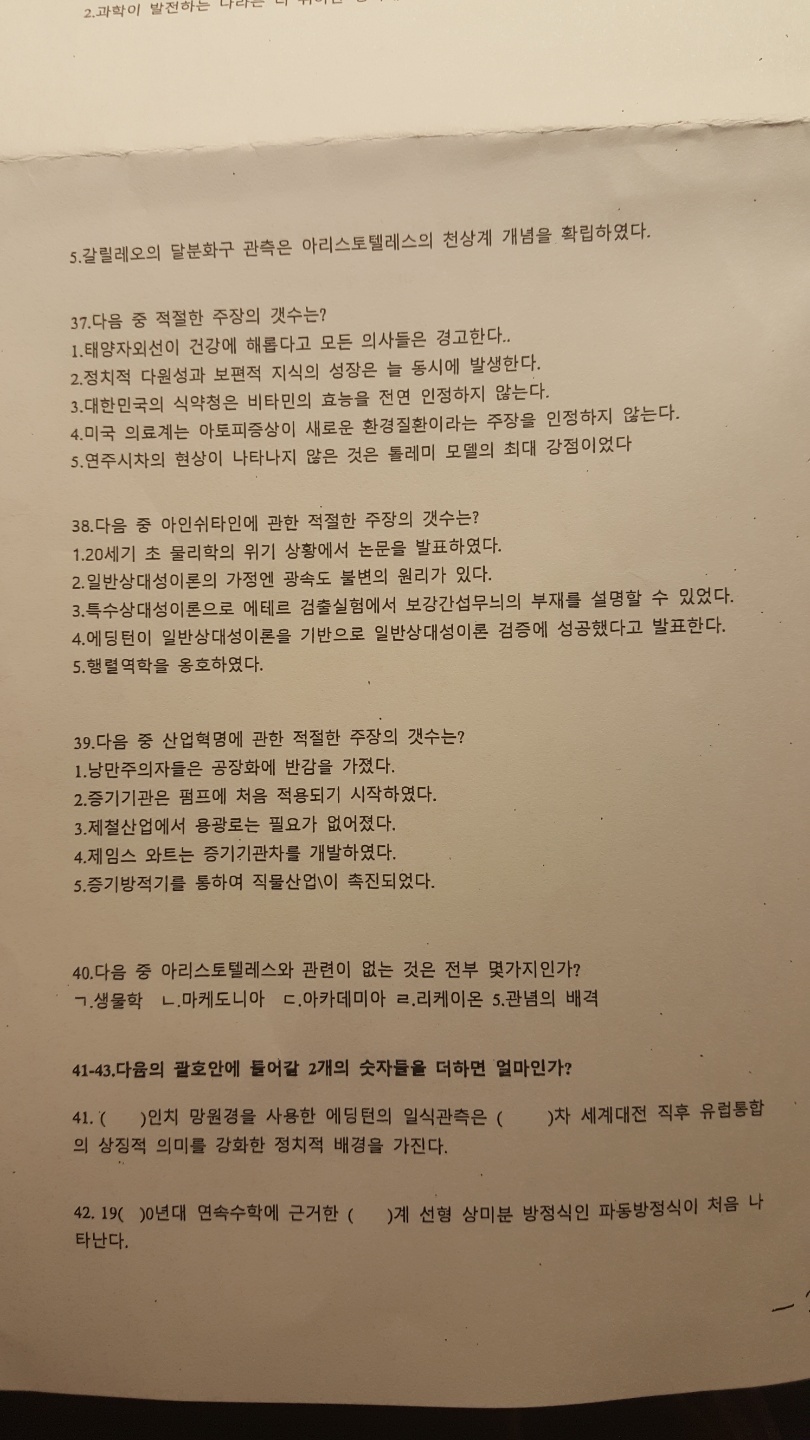 2.과학이 발전하는 나라는
5.갈릴레오의 달분화구 관측은 아리스토텔레스의 천상계 개념을 확립하였다.
37.다음 중 적절한 주장의 갯수는?
1.태양자외선이 건강에 해롭다고 모든 의사들은 경고한다..
2.정치적 다원성과 보편적 지식의 성장은 늘 동시에 발생한다.
3.대한민국의 식약청은 비타민의 효능을 전연 인정하지 않는다.
4.미국 의료계는 아토피증상이 새로운 환경질환이라는 주장을 인정하지 않는다.
5.연주시차의 현상이 나타나지 않은 것은 톨레미 모델의 최대 강점이었다
38.다음 중 아인쉬타인에 관한 적절한 주장의 갯수는?
1.20세기 초 물리학의 위기 상황에서 논문을 발표하였다.
2.일반상대성이론의 가정엔 광속도 불변의 원리가 있다.
3.특수상대성이론으로 에테르 검출실험에서 보강간섭무늬의 부재를 설명할 수 있었다.
4.에딩턴이 일반상대성이론을 기반으로 일반상대성이론 검증에 성공했다고 발표한다.
5.행렬역학을 옹호하였다.
39.다음 중 산업혁명에 관한 적절한 주장의 갯수는?
1.낭만주의자들은 공장화에 반감을 가졌다.
2.증기기관은 펌프에 처음 적용되기 시작하였다.
3.제철산업에서 용광로는 필요가 없어졌다.
4.제임스 와트는 증기기관차를 개발하였다.
5.증기방적기를 통하여 직물산업\이 촉진되었다.
40.다음 중 아리스토텔레스와 관련이 없는 것은 전부 몇가지인가?
ㄱ.생물학 ㄴ.마케도니아 ㄷ.아카데미아 ㄹ.리케이온 5.관념의 배격
41-43.다음의 괄호안에 들어갈 2개의 숫자들을 더하면 얼마인가?
41. ( )인치 망원경을 사용한 에딩턴의 일식관측은 ( )차 세계대전 직후 유럽통합
의 상징적 의미를 강화한 정치적 배경을 가진다.
42. 19( )0년대 연속수학에 근거한 ( )계 선형 상미분 방정식인 파동방정식이 처음 나
타난다.